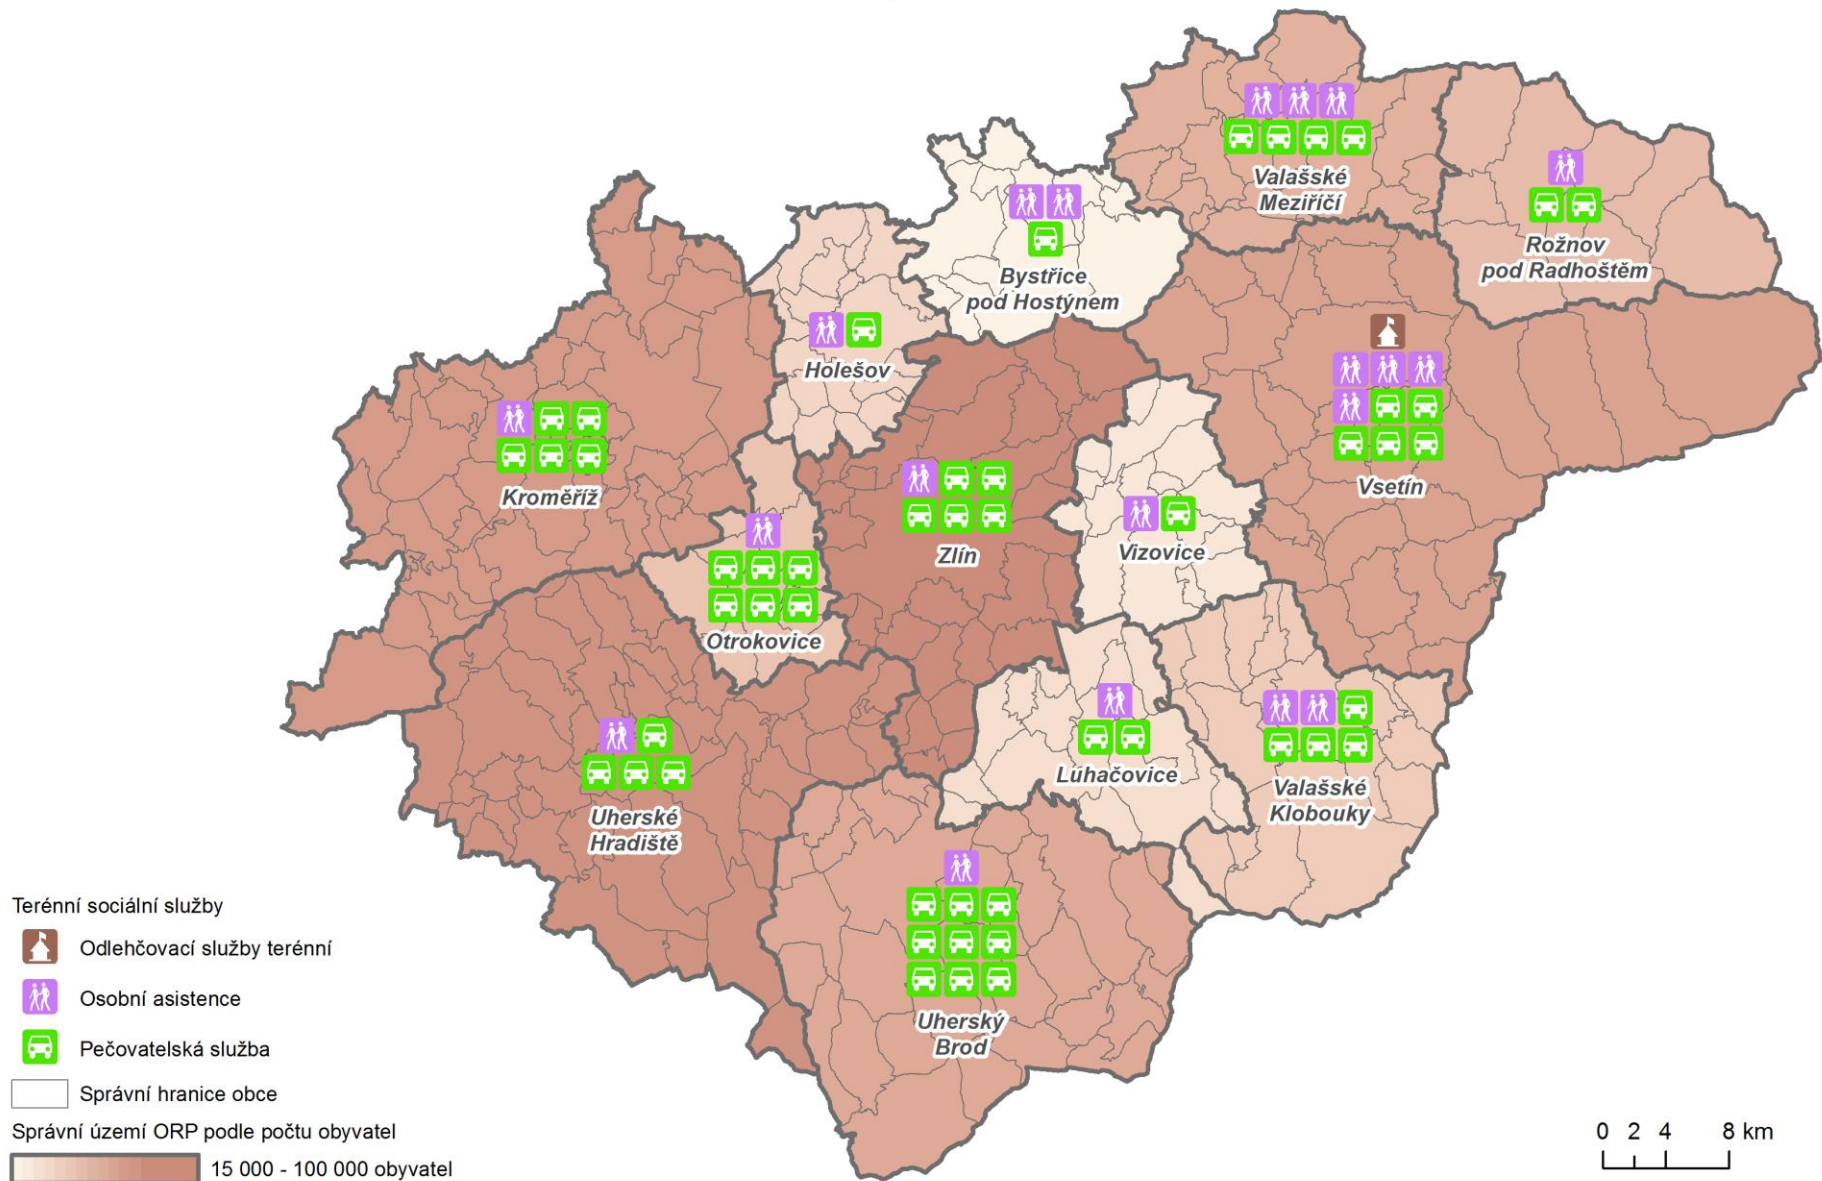 Valašské
Meziříčí
Rožnov
pod Radhoštěm
Bystřice
pod Hostýnem
Holešov
Kroměříž
Vsetín
Zlín
Vizovice
Otrokovice
Luhačovice
Valašské
Klobouky
Uherské
Hradiště
Uherský
Brod
Terénní sociální služby
Odlehčovací služby terénní
Osobní asistence
Pečovatelská služba
Správní hranice obce
Správní území ORP podle počtu obyvatel
15 000 - 100 000 obyvatel
0 2 4 8 km